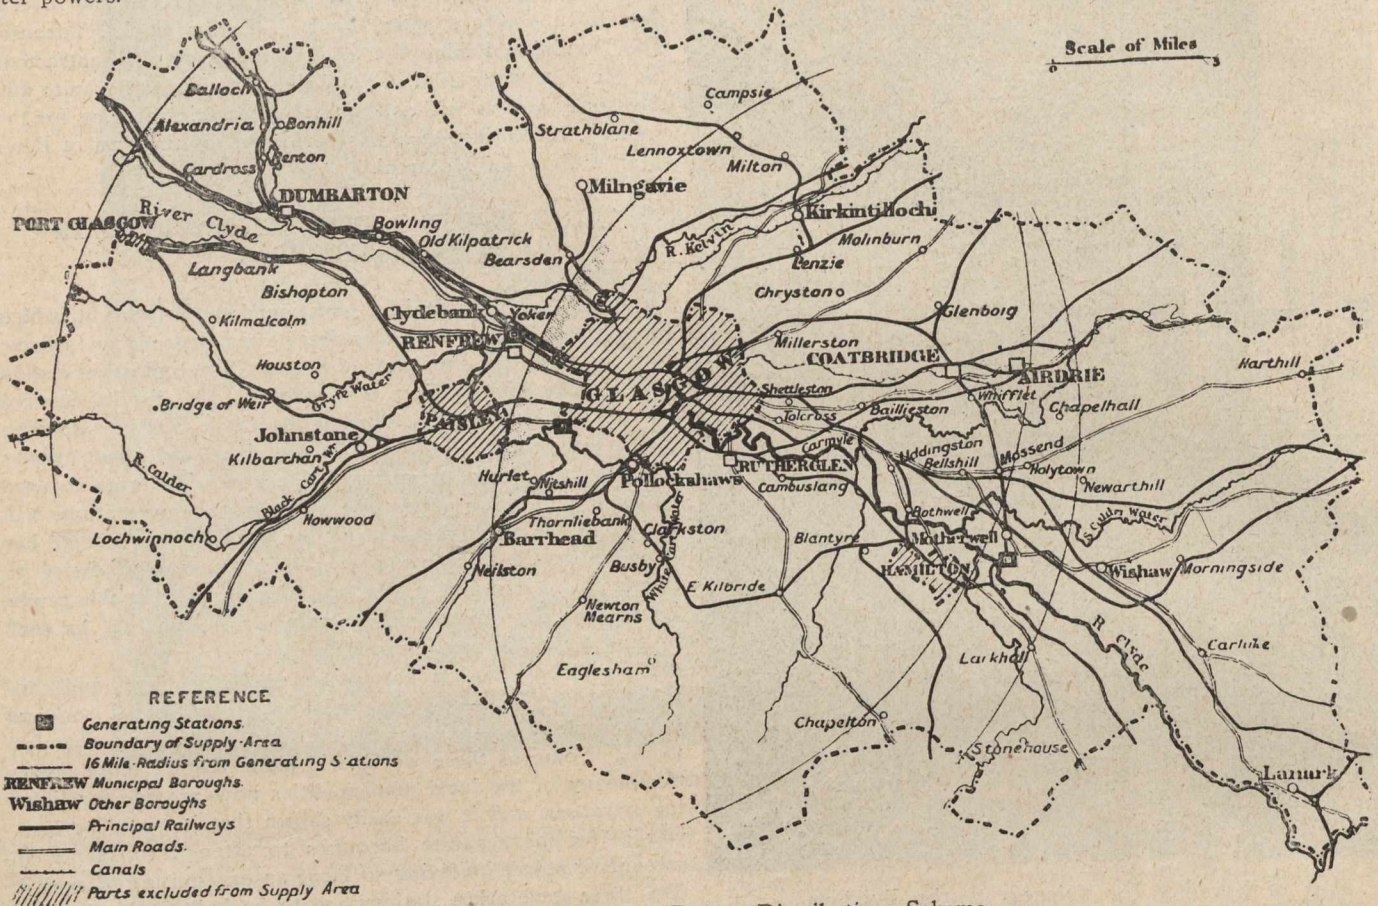 ter powers.
Scale of Miles
0 5
Balloch
Campsie
Alexandria
Bonhill
Strathblane
Lennoxtown
Milton
Renton
Cardross
DUMBARTON
Milngavie
Kirkintilloch
PORT GLASGOW
River Clyde
Bowling
Old Kilpatrick
R. Kelvin
Molinburn
Langbank
Bearsden
Lenzie
Bishopton
Chryston
Kilmalcolm
Clydebank
Yoker
Glenboig
RENFREW
Millerston
COATBRIDGE
Harthill
Houston
GLASGOW
AIRDRIE
Gryfe Water
Shettleston
Whifflet
Bridge of Weir
Tolcross
Baillieston
Chapelhall
PAISLEY
Johnstone
Carmyle
Uddingston
Mossend
Kilbarchan
RUTHERGLEN
Bellshill
Holytown
R. Calder
Black Cart W.
Hurlet
Nitshill
Pollockshaws
Cambuslang
Newarthill
Howwood
Thornliebank
Clarkston
Bothwell
S. Caldr Water
Lochwinnoch
Barrhead
Blantyre
Motherwell
Neilston
Busby
White Cart Water
HAMILTON
Wishaw
Morningside
E Kilbride
Newton
Mearns
R Clyde
Eaglesham
Larkhall
Carluke
Chapelton
Stonehouse
Lanark
REFERENCE
Generating Stations.
Boundary of Supply-Area
16 Mile-Radius from Generating Stations
RENFREW Municipal Boroughs.
Wishaw Other Boroughs
Principal Railways
Main Roads.
Canals
Parts excluded from Supply Area
Distribution Scheme